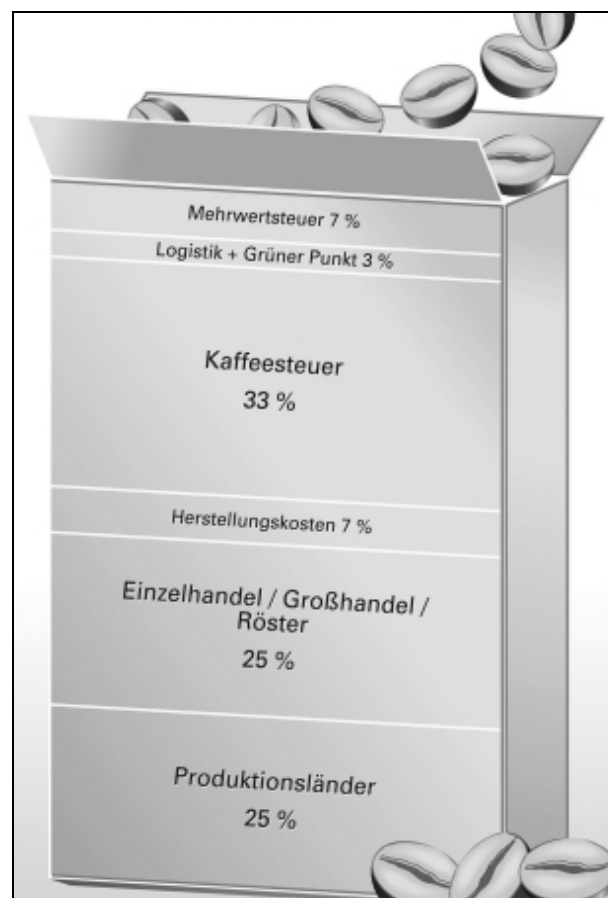 Mehrwertsteuer 7 %
Logistik + Grüner Punkt 3 %
Kaffeesteuer
33 %
Herstellungskosten 7 %
Einzelhandel / Großhandel /
Röster
25 %
Produktionsländer
25 %